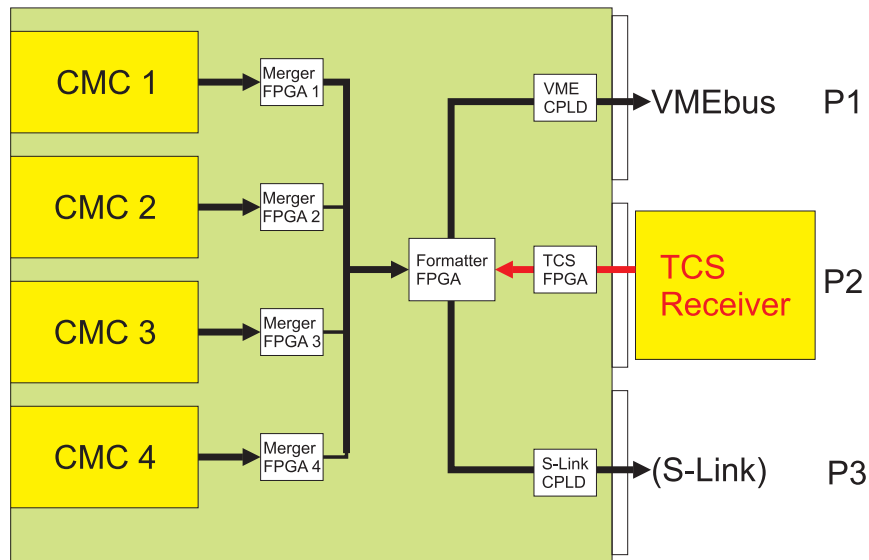 CMC 1
Merger
FPGA 1
VME
CPLD
VMEbus
P1
CMC 2
Merger
FPGA 2
Formatter
FPGA
TCS
FPGA
TCS
Receiver
P2
CMC 3
Merger
FPGA 3
CMC 4
Merger
FPGA 4
S-Link
CPLD
(S-Link)
P3